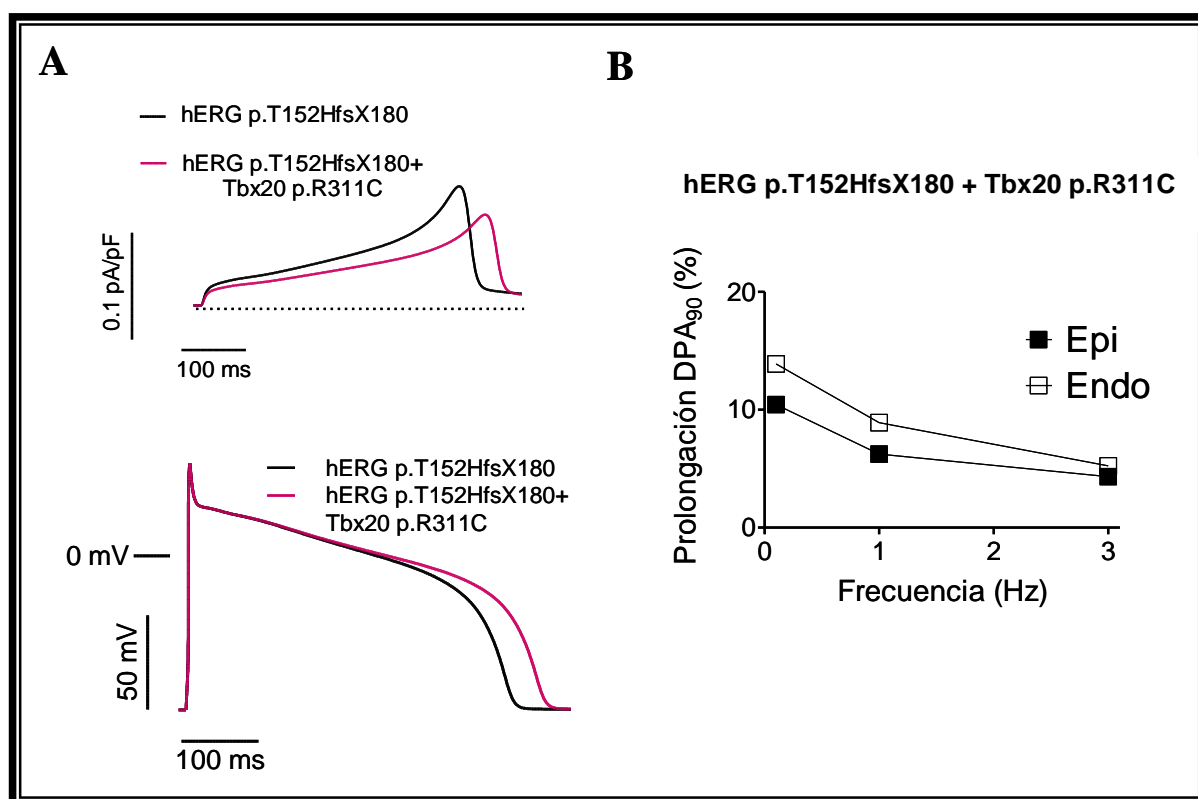 A
hERG p.T152HfsX180
hERG p.T152HfsX180+
Tbx20 p.R311C
0.1 pA/pF
100 ms
hERG p.T152HfsX180
hERG p.T152HfsX180+
Tbx20 p.R311C
0 mV
50 mV
100 ms
B
hERG p.T152HfsX180 + Tbx20 p.R311C
Prolongación DPA90 (%)
20
10
0
Epi
Endo
0 1 2 3
Frecuencia (Hz)